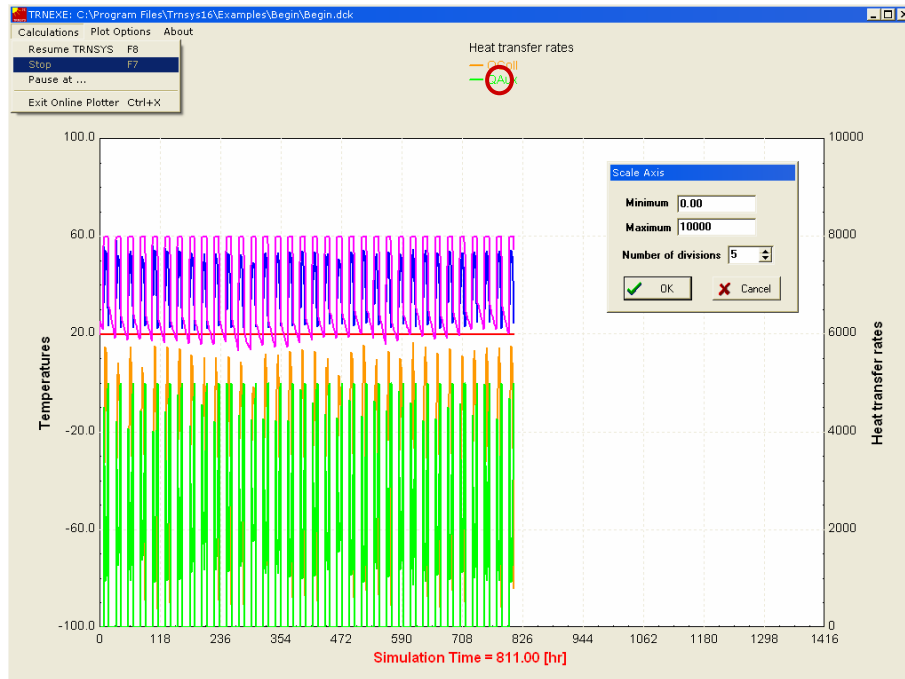 TRNEXE: C:\Program Files\Trnsys16\Examples\Begin\Begin.dck
Calculations Plot Options About
Resume TRNSYS F8
Stop F7
Pause at ...
Exit Online Plotter Ctrl+X
Heat transfer rates
QColl
QAux
100.0
60.0
20.0
-20.0
-60.0
-100.0
Temperatures
10000
8000
6000
4000
2000
0
Heat transfer rates
Scale Axis
Minimum 0.00
Maximum 10000
Number of divisions 5
OK Cancel
0 118 236 354 472 590 708 826 944 1062 1180 1298 1416
Simulation Time = 811.00 [hr]